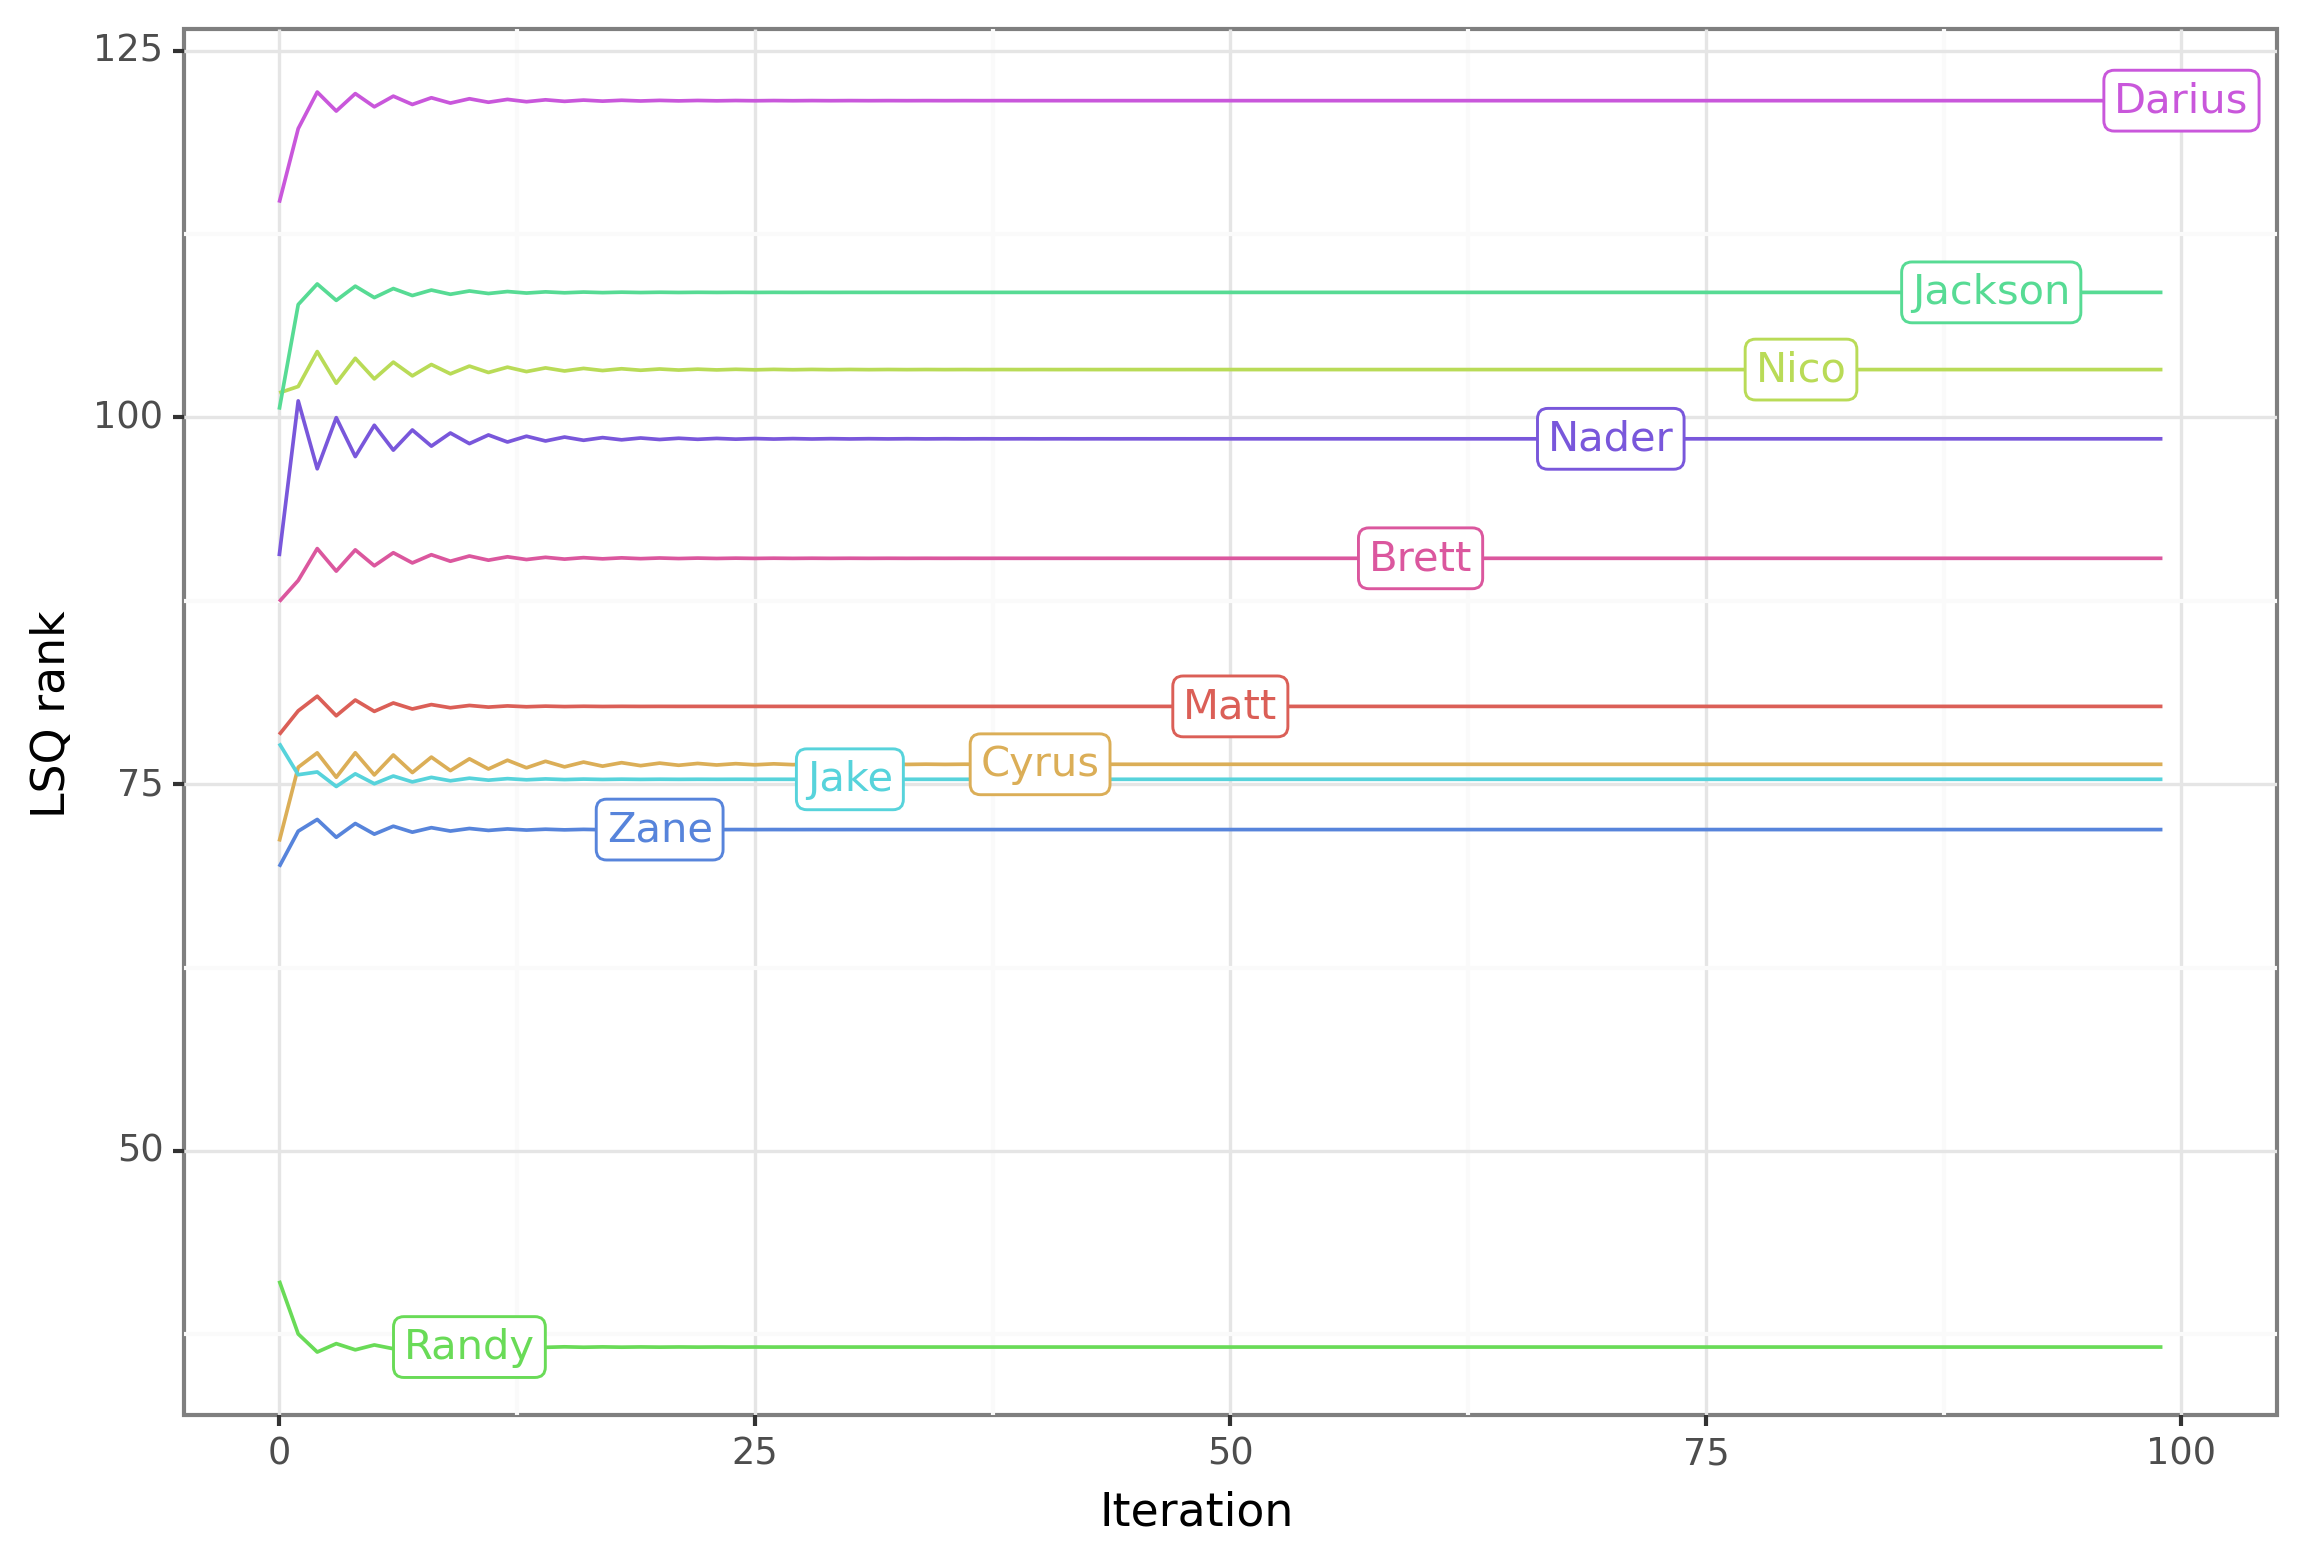 125
Darius
Jackson
Nico
100
Nader
Brett
LSQ rank
Matt
Cyrus
Jake
75
Zane
50
Randy
0 25 50 75 100
Iteration